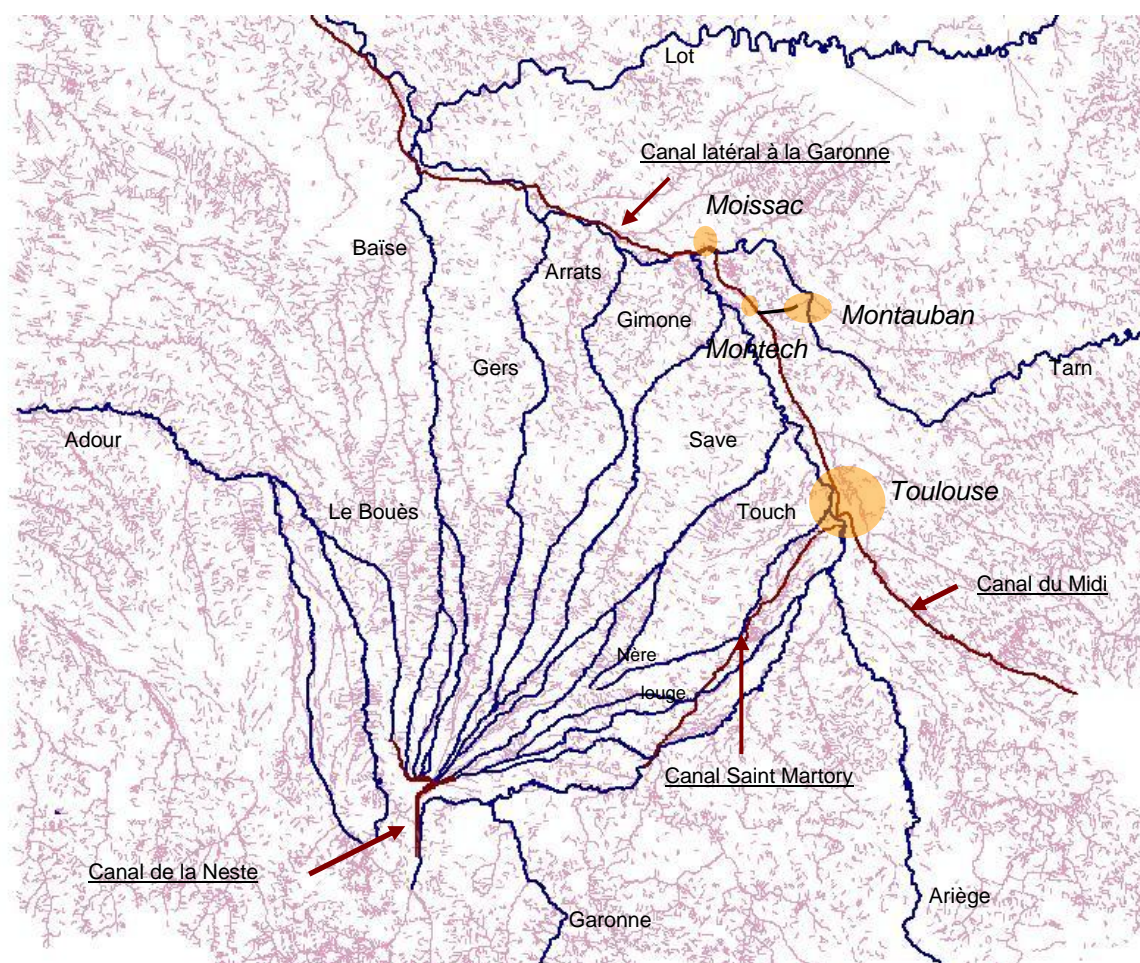 Lot
Canal latéral à la Garonne
Moissac
Baïse
Arrats
Gimone
Montauban
Montech
Gers
Tarn
Adour
Save
Le Bouès
Touch
Toulouse
Canal du Midi
Nère
louge
Canal Saint Martory
Canal de la Neste
Ariège
Garonne